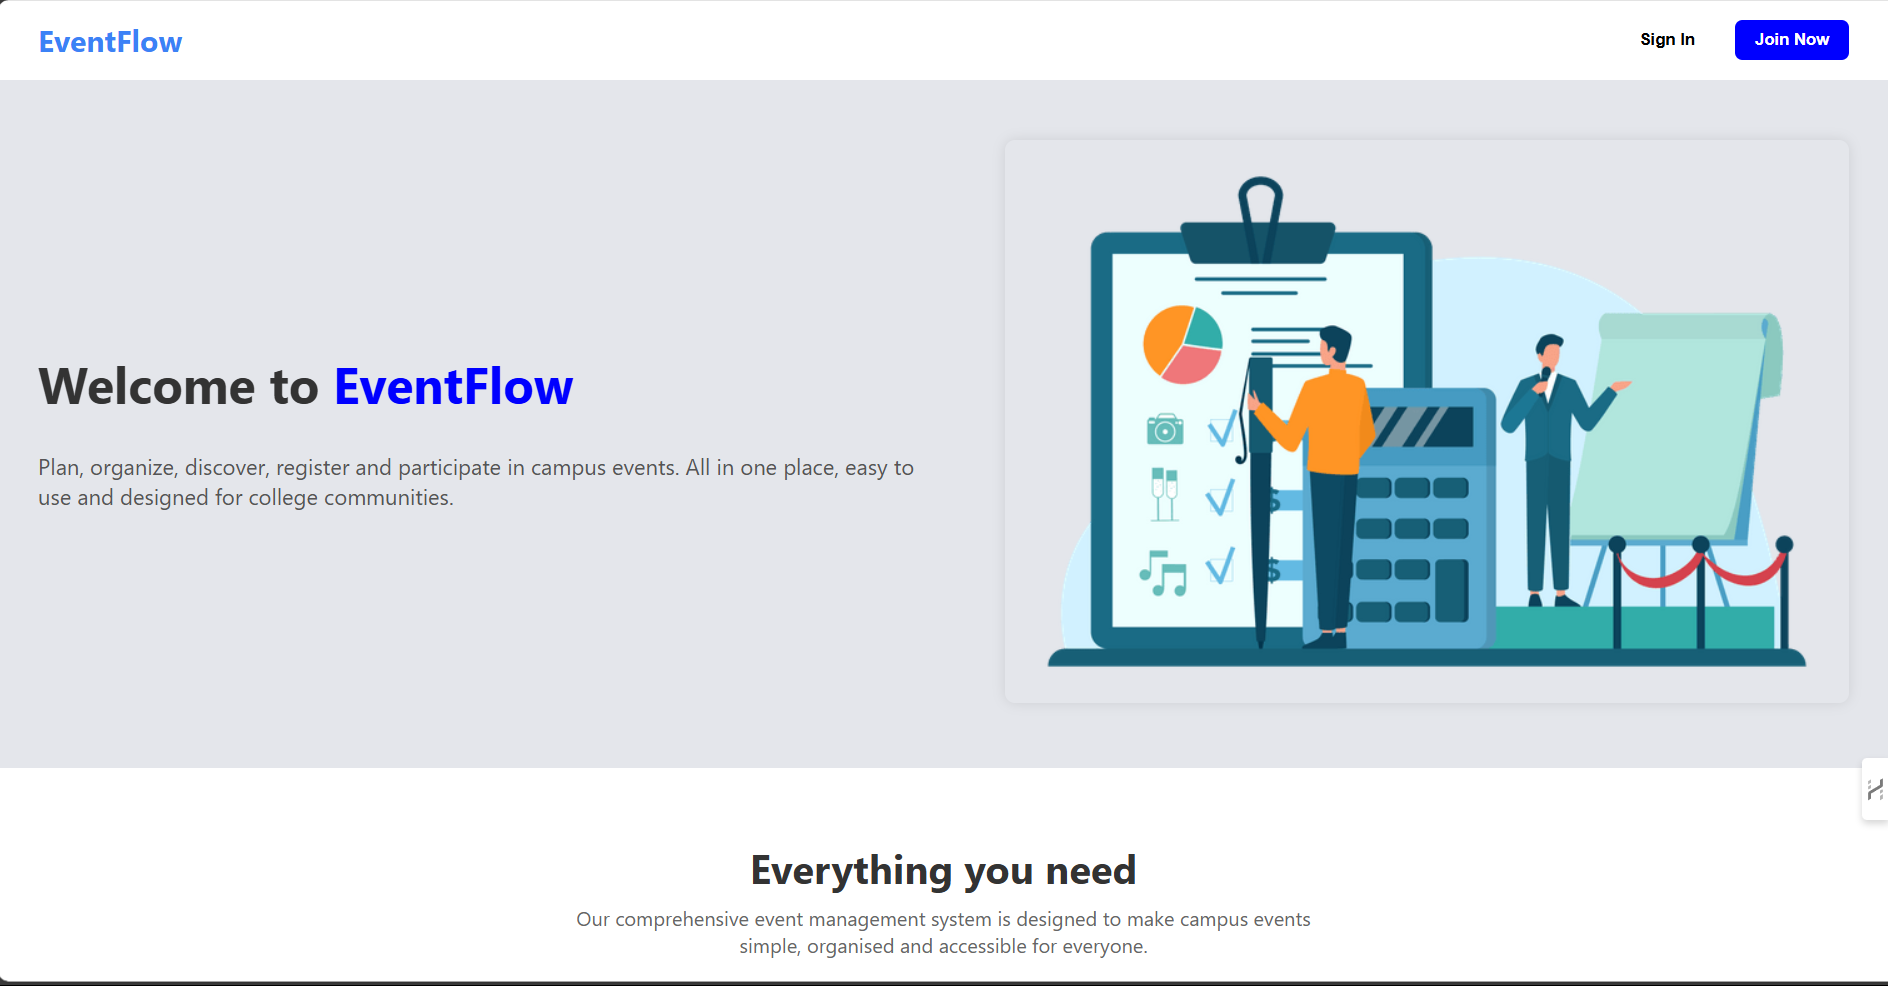 EventFlow
Sign In
Join Now
Welcome to EventFlow
Plan, organize, discover, register and participate in campus events. All in one place, easy to
use and designed for college communities.
$
$
Everything you need
Our comprehensive event management system is designed to make campus events
simple, organised and accessible for everyone.